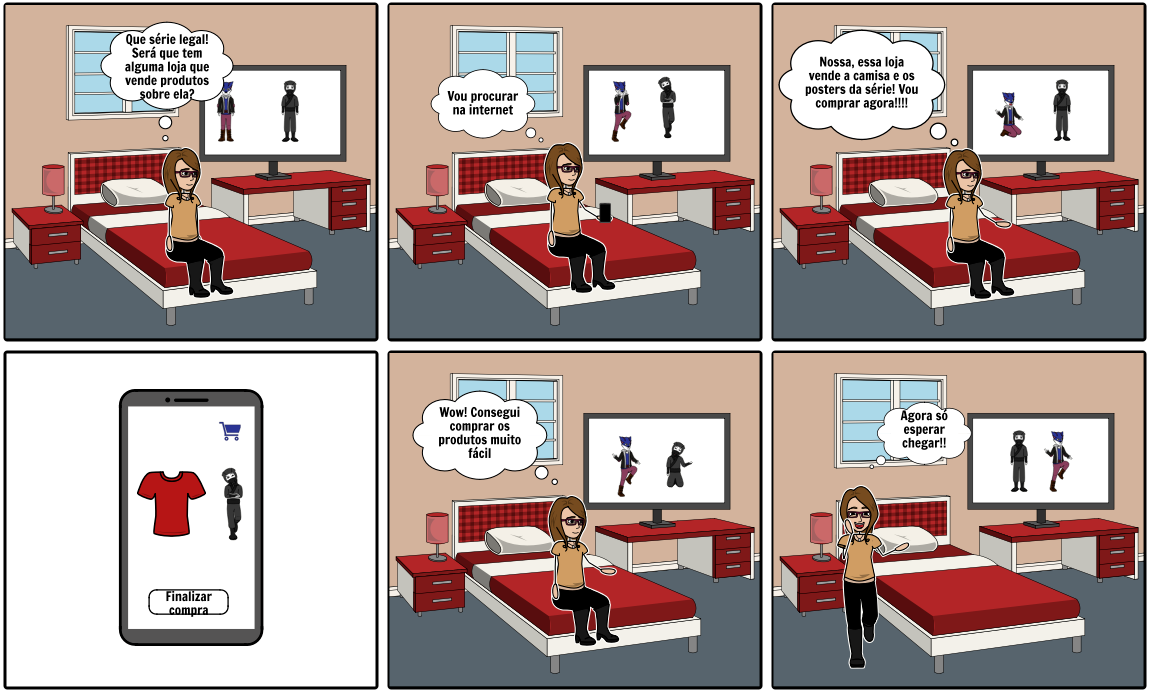 Que série legal!
Será que tem
alguma loja que
vende produtos
sobre ela?
Vou procurar
na internet
Nossa, essa loja
vende a camisa e os
posters da série! Vou
comprar agora!!!!
Finalizar
compra
Wow! Consegui
comprar os
produtos muito
fácil
Agora só
esperar
chegar!!